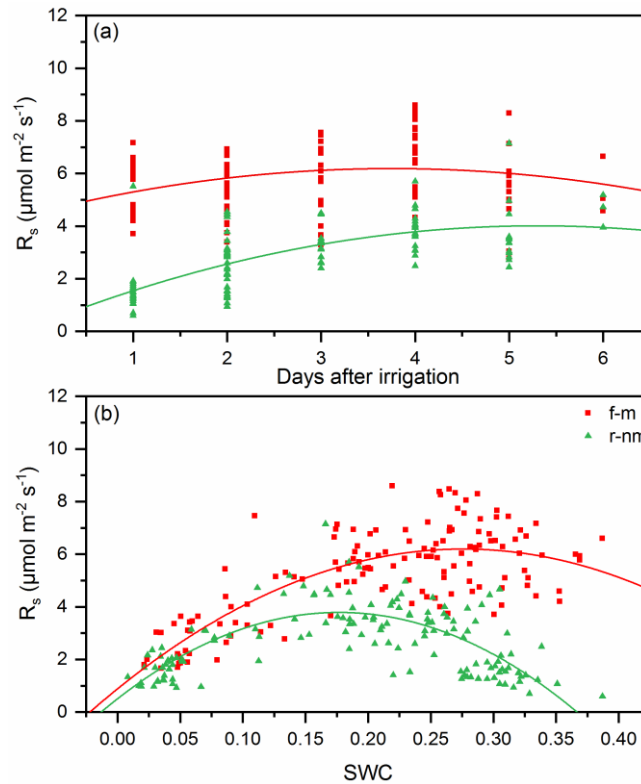 (a)
12
10
8
6
4
2
0
R_s (μmol m⁻² s⁻¹)
1 2 3 4 5 6
Days after irrigation
(b)
f-m
r-nm
12
10
8
6
4
2
0
R_s (μmol m⁻² s⁻¹)
0.00 0.05 0.10 0.15 0.20 0.25 0.30 0.35 0.40
SWC